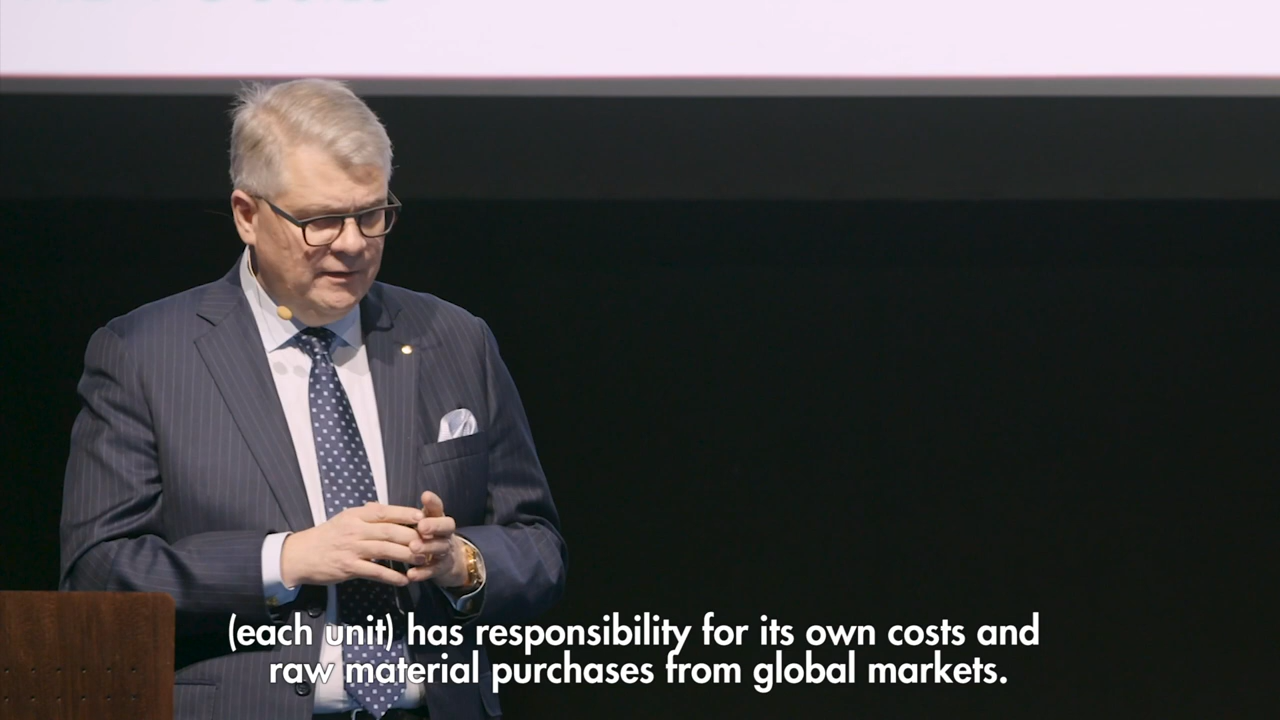 (each unit) has responsibility for its own costs and
raw material purchases from global markets.